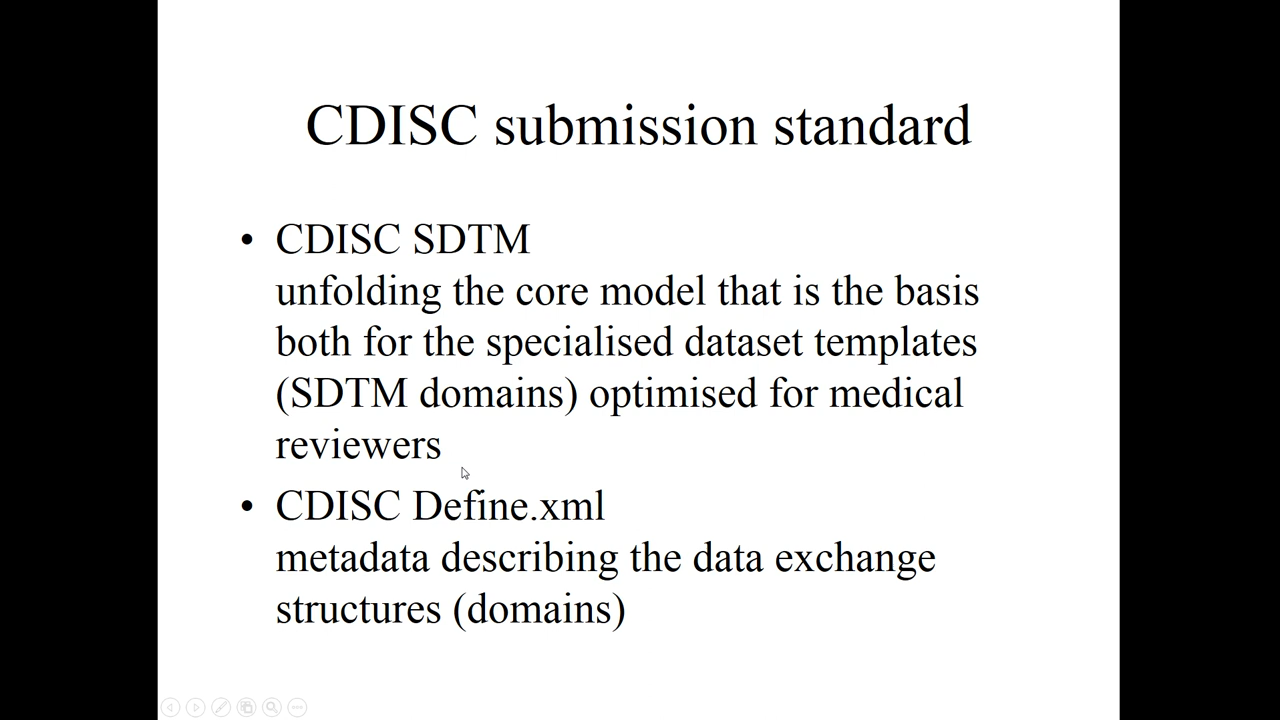 CDISC submission standard
• CDISC SDTM
unfolding the core model that is the basis
both for the specialised dataset templates
(SDTM domains) optimised for medical
reviewers
• CDISC Define.xml
metadata describing the data exchange
structures (domains)